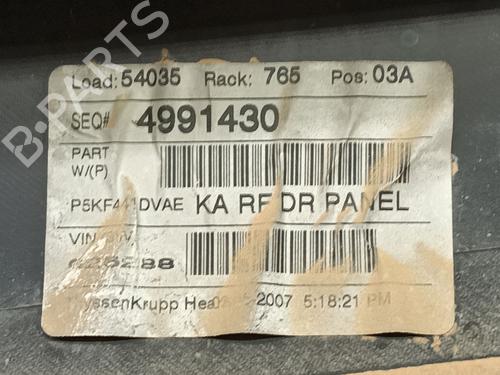 B-PARTS
Load: 54035 Rack: 765 Pos: 03A
SEQ# 4991430
PART
W/(P)
KA RF DR PANEL
VIN
2007 5:18:21 PM